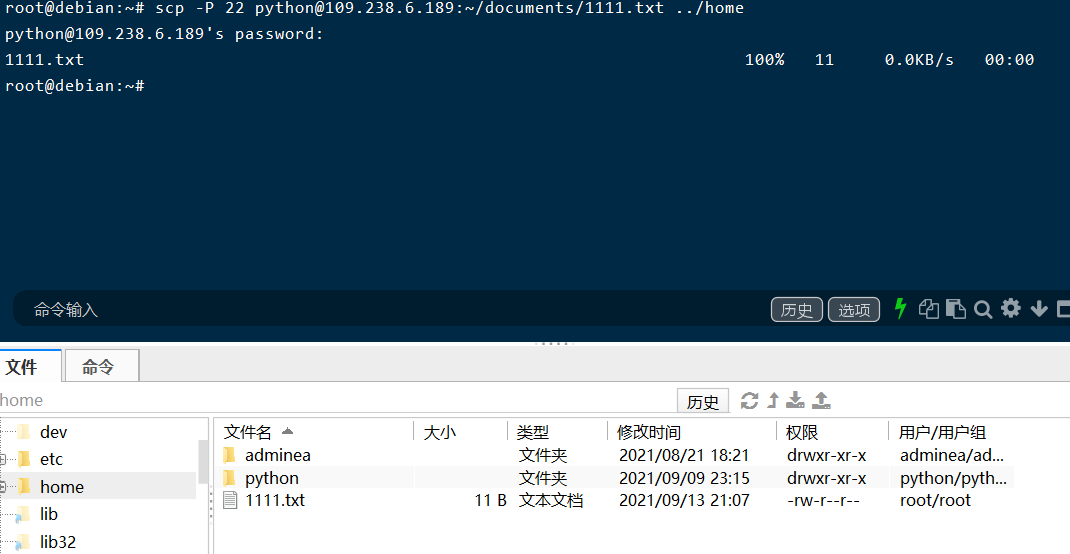 root@debian:~# scp -P 22 python@109.238.6.189:~/documents/1111.txt ../home
python@109.238.6.189's password:
1111.txt 100% 11 0.0KB/s 00:00
root@debian:~#
命令输入 历史 选项
文件 命令
home 历史
文件名 大小 类型 修改时间 权限 用户/用户组
dev
adminea 文件夹 2021/08/21 18:21 drwxr-xr-x adminea/ad...
etc
python 文件夹 2021/09/09 23:15 drwxr-xr-x python/pyth...
home
1111.txt 11 B 文本文档 2021/09/13 21:07 -rw-r--r-- root/root
lib
lib32